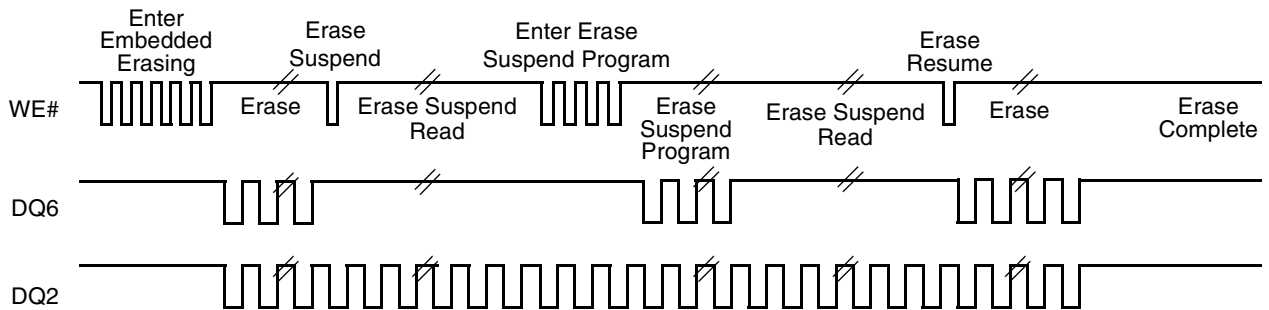 Enter
Embedded
Erasing
Erase
Suspend
Enter Erase
Suspend Program
Erase
Resume
WE#
Erase
Erase Suspend
Read
Erase
Suspend
Program
Erase Suspend
Read
Erase
Erase
Complete
DQ6
DQ2